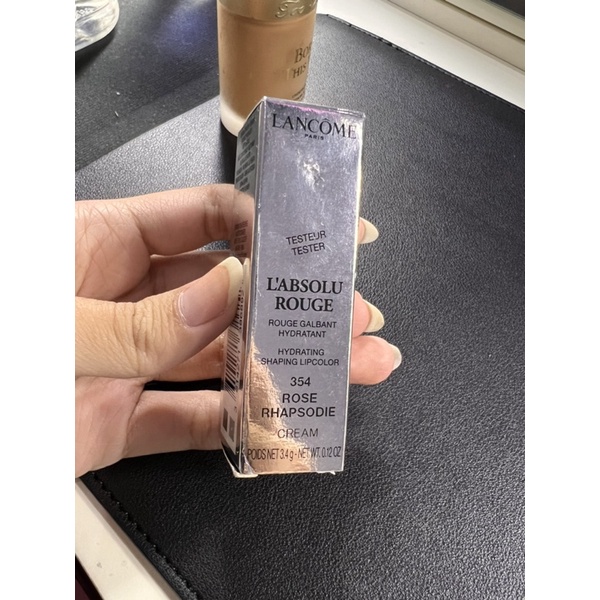 LANCÔME
PARIS
TESTEUR
TESTER
L'ABSOLU
ROUGE
ROUGE GALBANT
HYDRATANT
HYDRATING
SHAPING LIPCOLOR
354
ROSE
RHAPSODIE
CREAM
POIDS NET 3.4 g - NET WT. 0.12 OZ